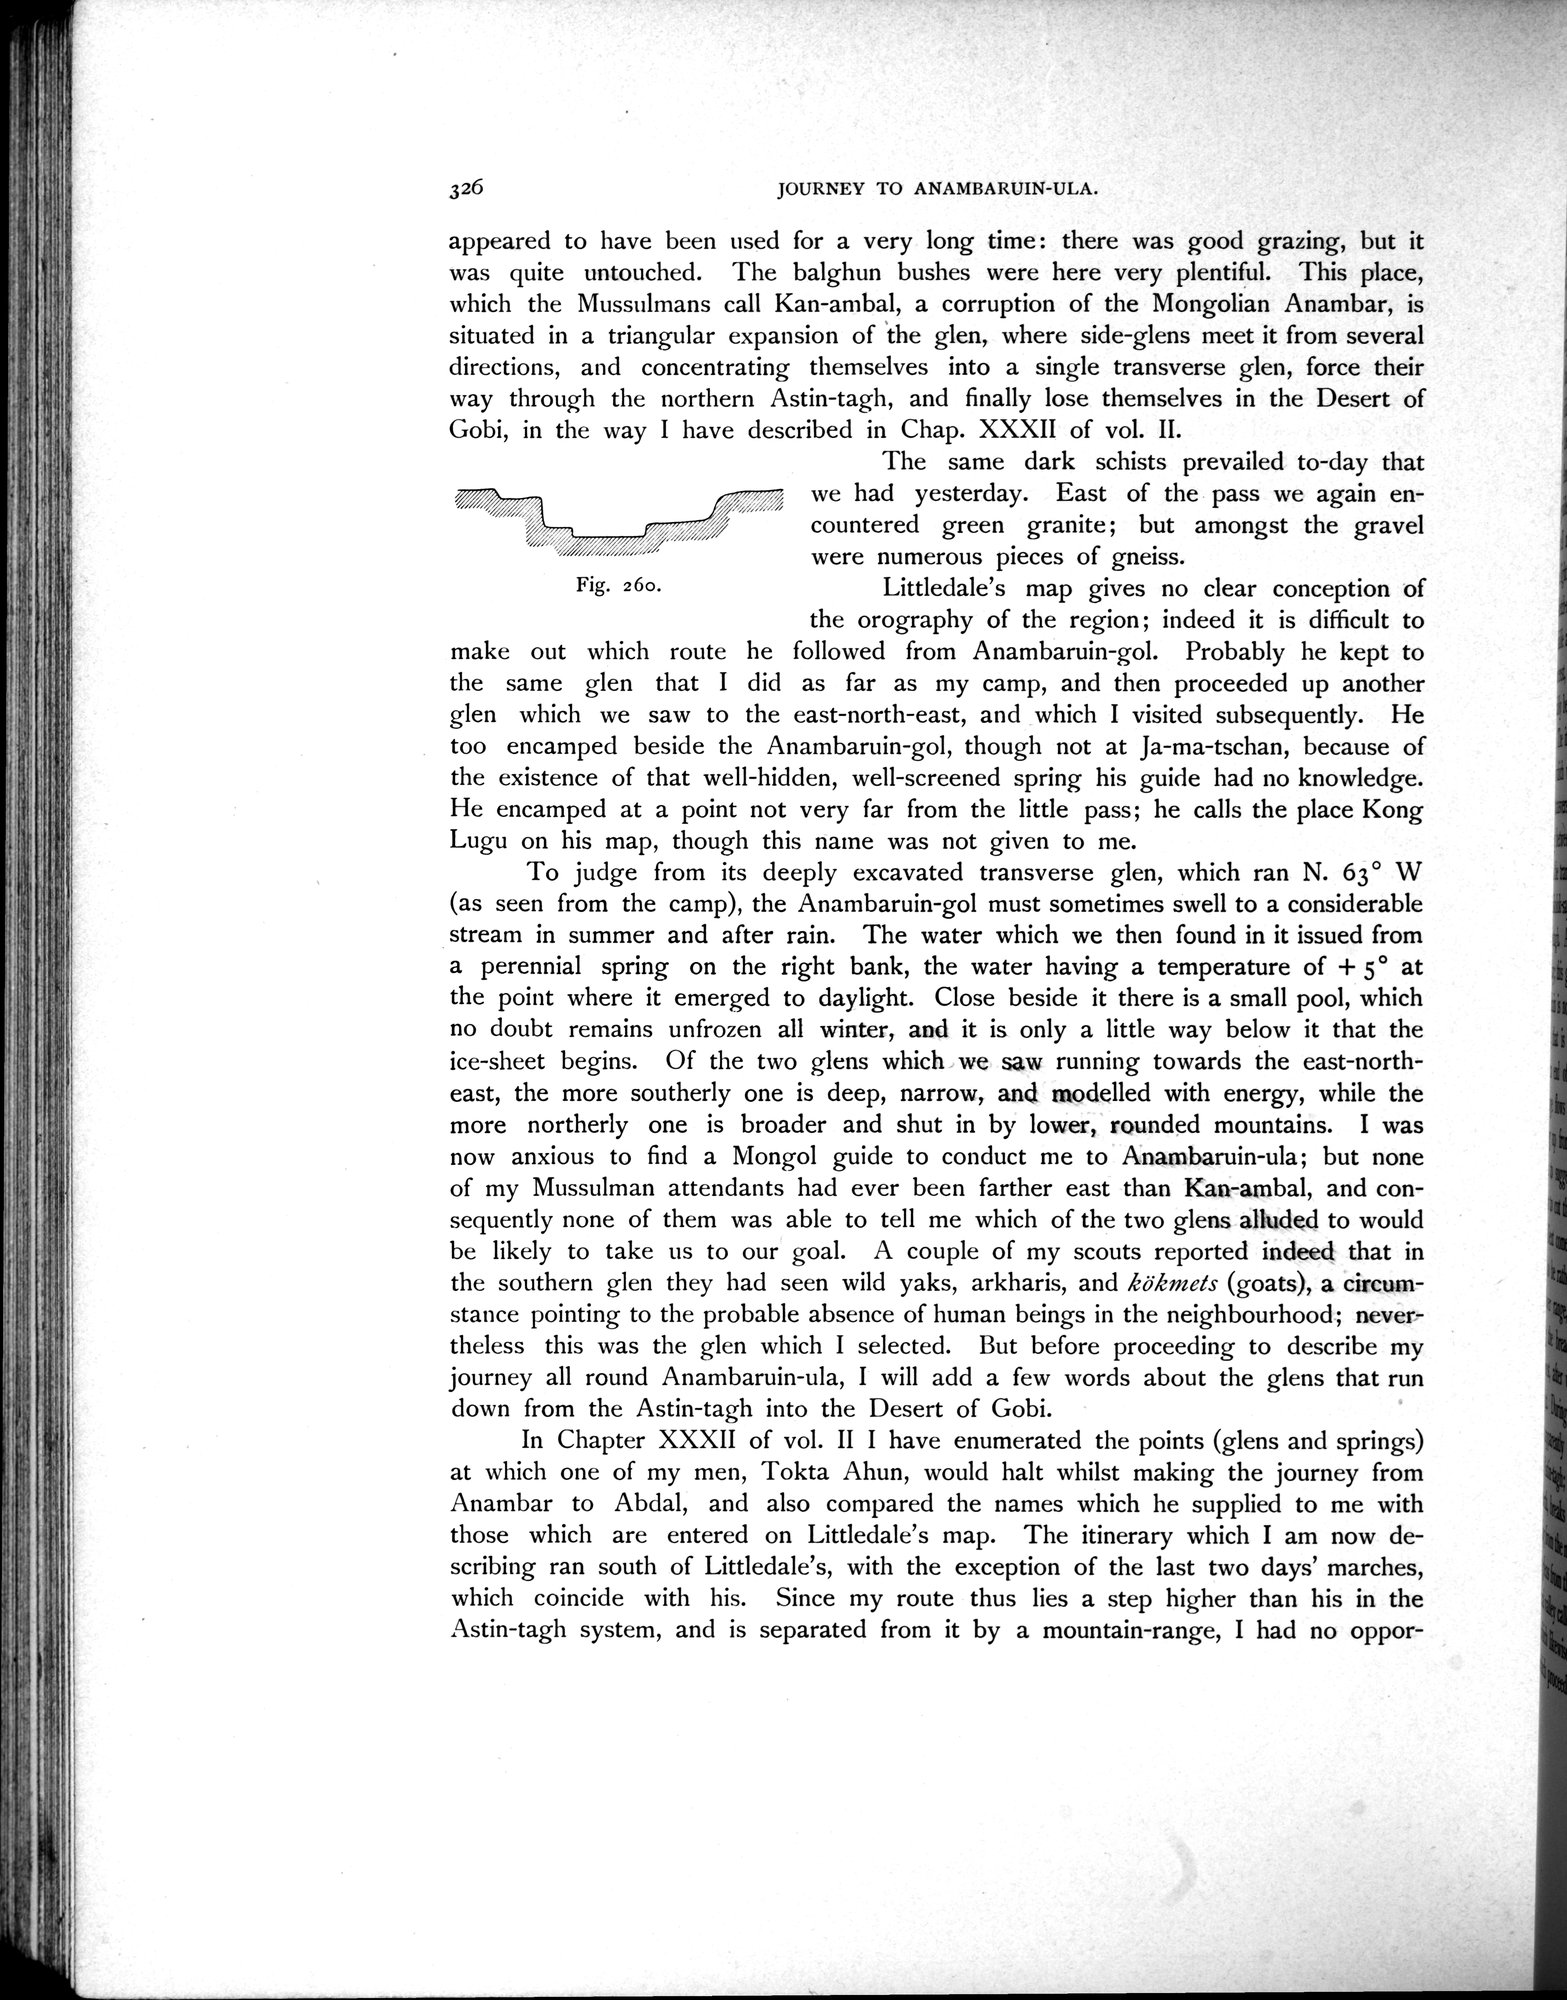 326 JOURNEY TO ANAMBARUIN-ULA.
appeared to have been used for a very long time: there was good grazing, but it
was quite untouched. The balghun bushes were here very plentiful. This place,
which the Mussulmans call Kan-ambal, a corruption of the Mongolian Anambar, is
situated in a triangular expansion of the glen, where side-glens meet it from several
directions, and concentrating themselves into a single transverse glen, force their
way through the northern Astin-tagh, and finally lose themselves in the Desert of
Gobi, in the way I have described in Chap. XXXII of vol. II.
The same dark schists prevailed to-day that
we had yesterday. East of the pass we again en-
countered green granite; but amongst the gravel
were numerous pieces of gneiss.
Fig. 260.
Littledale's map gives no clear conception of
the orography of the region; indeed it is difficult to
make out which route he followed from Anambaruin-gol. Probably he kept to
the same glen that I did as far as my camp, and then proceeded up another
glen which we saw to the east-north-east, and which I visited subsequently. He
too encamped beside the Anambaruin-gol, though not at Ja-ma-tschan, because of
the existence of that well-hidden, well-screened spring his guide had no knowledge.
He encamped at a point not very far from the little pass; he calls the place Kong
Lugu on his map, though this name was not given to me.
To judge from its deeply excavated transverse glen, which ran N. 63° W
(as seen from the camp), the Anambaruin-gol must sometimes swell to a considerable
stream in summer and after rain. The water which we then found in it issued from
a perennial spring on the right bank, the water having a temperature of + 5° at
the point where it emerged to daylight. Close beside it there is a small pool, which
no doubt remains unfrozen all winter, and it is only a little way below it that the
ice-sheet begins. Of the two glens which we saw running towards the east-north-
east, the more southerly one is deep, narrow, and modelled with energy, while the
more northerly one is broader and shut in by lower, rounded mountains. I was
now anxious to find a Mongol guide to conduct me to Anambaruin-ula; but none
of my Mussulman attendants had ever been farther east than Kan-ambal, and con-
sequently none of them was able to tell me which of the two glens alluded to would
be likely to take us to our goal. A couple of my scouts reported indeed that in
the southern glen they had seen wild yaks, arkharis, and kökmets (goats), a circum-
stance pointing to the probable absence of human beings in the neighbourhood; never-
theless this was the glen which I selected. But before proceeding to describe my
journey all round Anambaruin-ula, I will add a few words about the glens that run
down from the Astin-tagh into the Desert of Gobi.
In Chapter XXXII of vol. II I have enumerated the points (glens and springs)
at which one of my men, Tokta Ahun, would halt whilst making the journey from
Anambar to Abdal, and also compared the names which he supplied to me with
those which are entered on Littledale's map. The itinerary which I am now de-
scribing ran south of Littledale's, with the exception of the last two days' marches,
which coincide with his. Since my route thus lies a step higher than his in the
Astin-tagh system, and is separated from it by a mountain-range, I had no oppor-